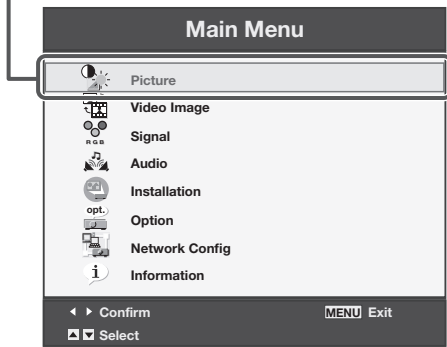 Main Menu
Picture
Video Image
RGB
Signal
Audio
Installation
opt.
Option
Network Config
i
Information
◀ ▶ Confirm
MENU Exit
▲ ▼ Select